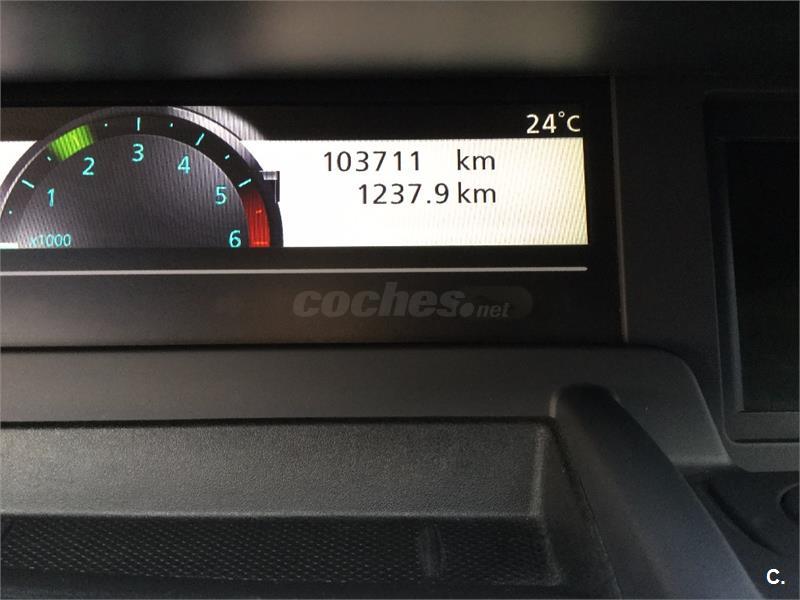 24°C
103711 km
1237.9 km
1 2 3 4 5 6
x1000
coches.net
C.